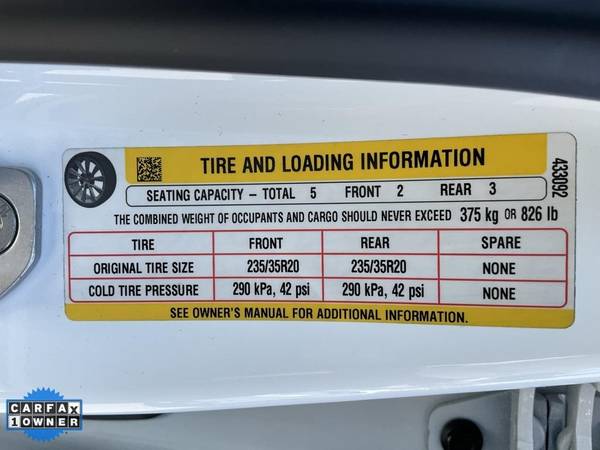 TIRE AND LOADING INFORMATION
453092
SEATING CAPACITY – TOTAL 5 FRONT 2 REAR 3
THE COMBINED WEIGHT OF OCCUPANTS AND CARGO SHOULD NEVER EXCEED 375 kg OR 826 lb
TIRE FRONT REAR SPARE
ORIGINAL TIRE SIZE 235/35R20 235/35R20 NONE
COLD TIRE PRESSURE 290 kPa, 42 psi 290 kPa, 42 psi NONE
SEE OWNER'S MANUAL FOR ADDITIONAL INFORMATION.
CARFAX
1 OWNER